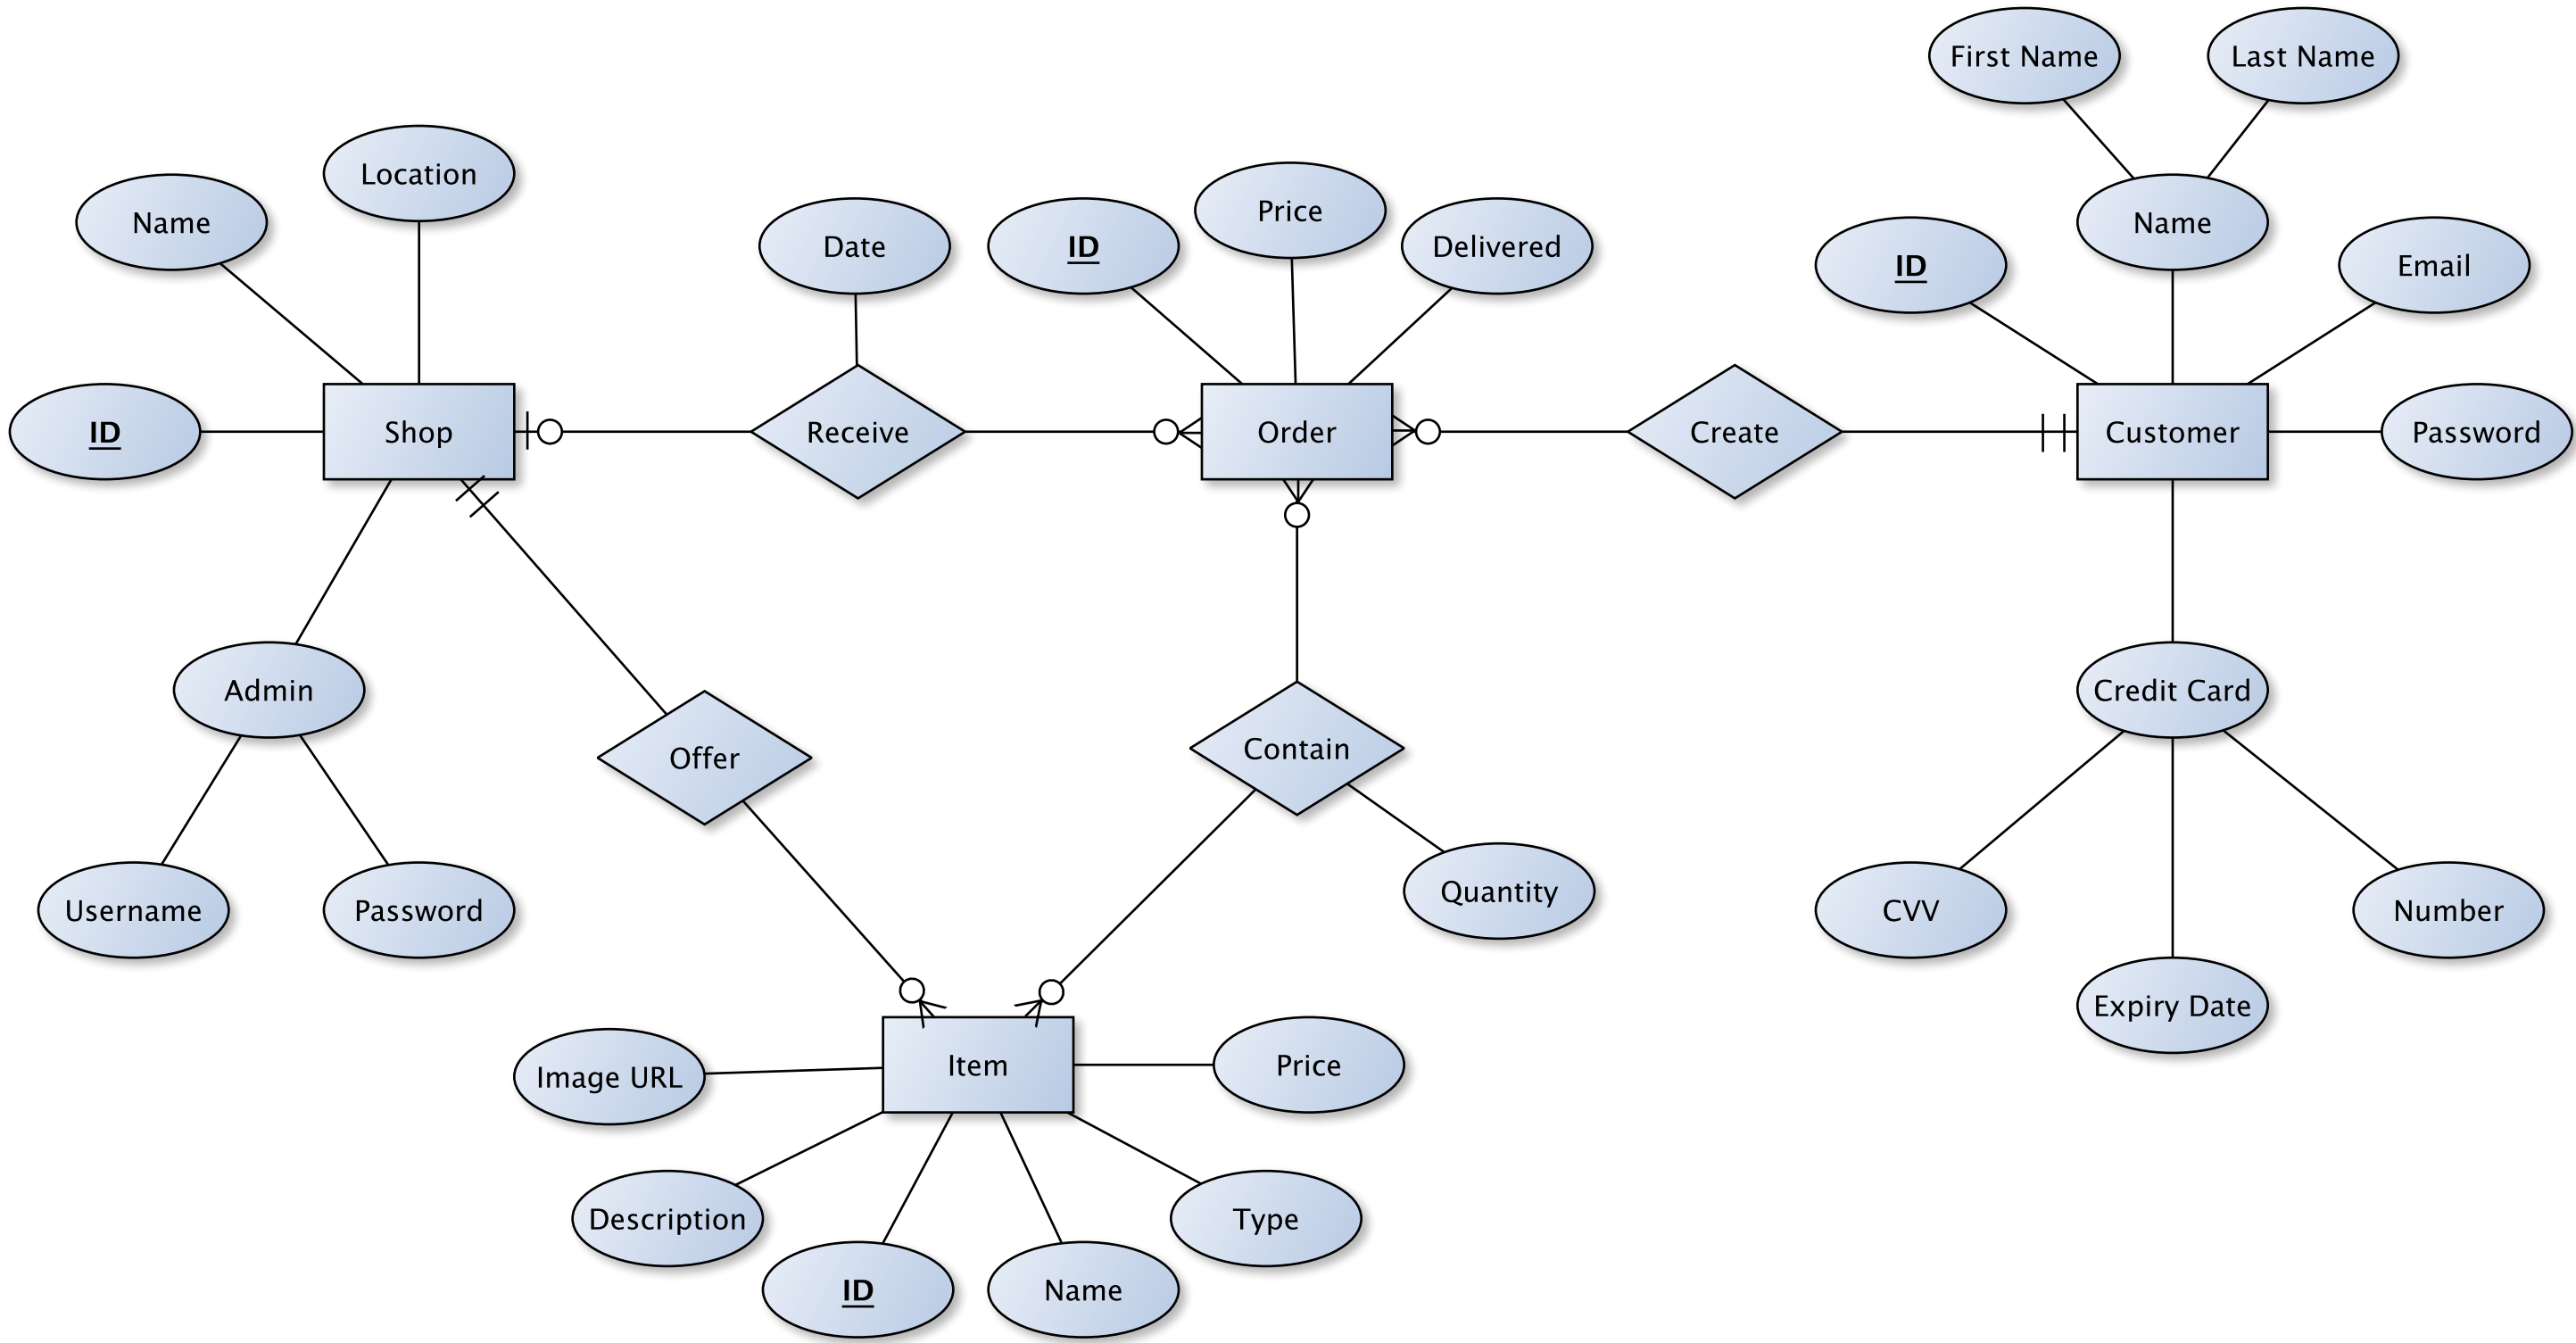 First Name
Last Name
Location
Name
Date
ID
Price
Delivered
ID
Name
Email
ID
Shop
Receive
Order
Create
Customer
Password
Admin
Offer
Contain
Credit Card
Username
Password
Quantity
CVV
Number
Expiry Date
Image URL
Item
Price
Description
Type
ID
Name